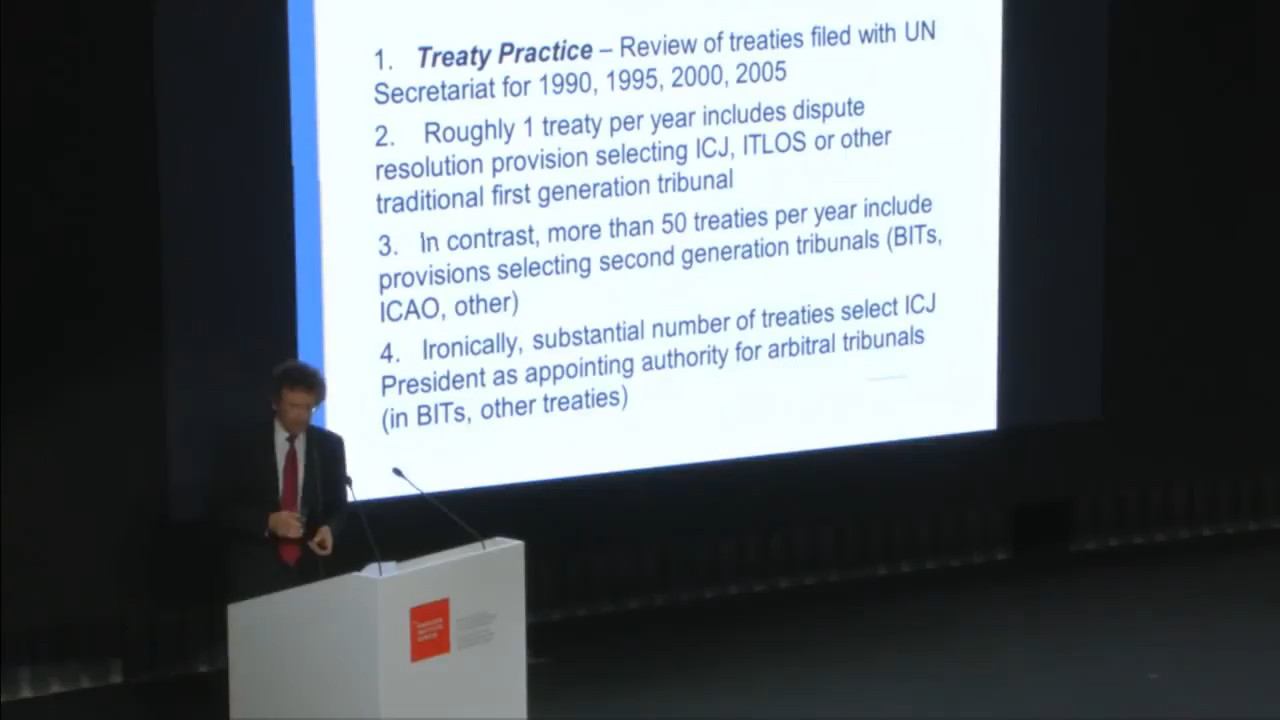 1. Treaty Practice – Review of treaties filed with UN
Secretariat for 1990, 1995, 2000, 2005
2. Roughly 1 treaty per year includes dispute
resolution provision selecting ICJ, ITLOS or other
traditional first generation tribunal
3. In contrast, more than 50 treaties per year include
provisions selecting second generation tribunals (BITs,
ICAO, other)
4. Ironically, substantial number of treaties select ICJ
President as appointing authority for arbitral tribunals
(in BITs, other treaties)